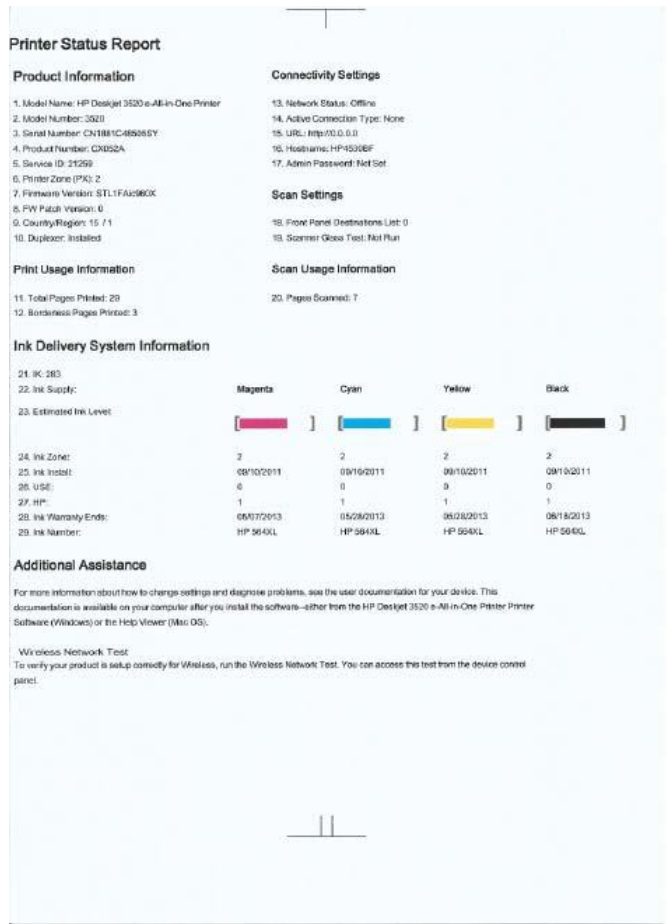 Printer Status Report
Product Information
1. Model Name: HP Deskjet 3520 e-All-in-One Printer
2. Model Number: 3520
3. Serial Number:
4. Product Number: CX052A
5. Service ID: 21259
6. Printer Zone (PX): 2
7. Firmware Version:
8. FW Patch Version: 0
9. Country/Region: 15 / 1
10. Duplexer: Installed
Print Usage Information
11. Total Pages Printed: 29
12. Borderless Pages Printed: 3
Connectivity Settings
13. Network Status: Offline
14. Active Connection Type: None
15. URL: http://0.0.0.0
16. Hostname: HP4530BF
17. Admin Password: Not Set
Scan Settings
18. Front Panel Destinations List: 0
19. Scanner Glass Test: Not Run
Scan Usage Information
20. Pages Scanned: 7
Ink Delivery System Information
21. IK: 283
22. Ink Supply: Magenta Cyan Yellow Black
23. Estimated Ink Level:
24. Ink Zone: 2 2 2 2
25. Ink Install: 09/10/2011 09/10/2011 09/10/2011 09/10/2011
26. USE: 0 0 0 0
27. HP: 1 1 1 1
28. Ink Warranty Ends: 05/28/2013 05/28/2013
29. Ink Number: HP 564XL HP 564XL HP 564XL HP 564XL
Additional Assistance
For more information about how to change settings and diagnose problems, see the user documentation for your device. This
documentation is available on your computer after you install the software--either from the HP Deskjet 3520 e-All-in-One Printer Printer
Software (Windows) or the Help Viewer (Mac OS).
Wireless Network Test
To verify your product is setup correctly for Wireless, run the Wireless Network Test. You can access this test from the device control
panel.